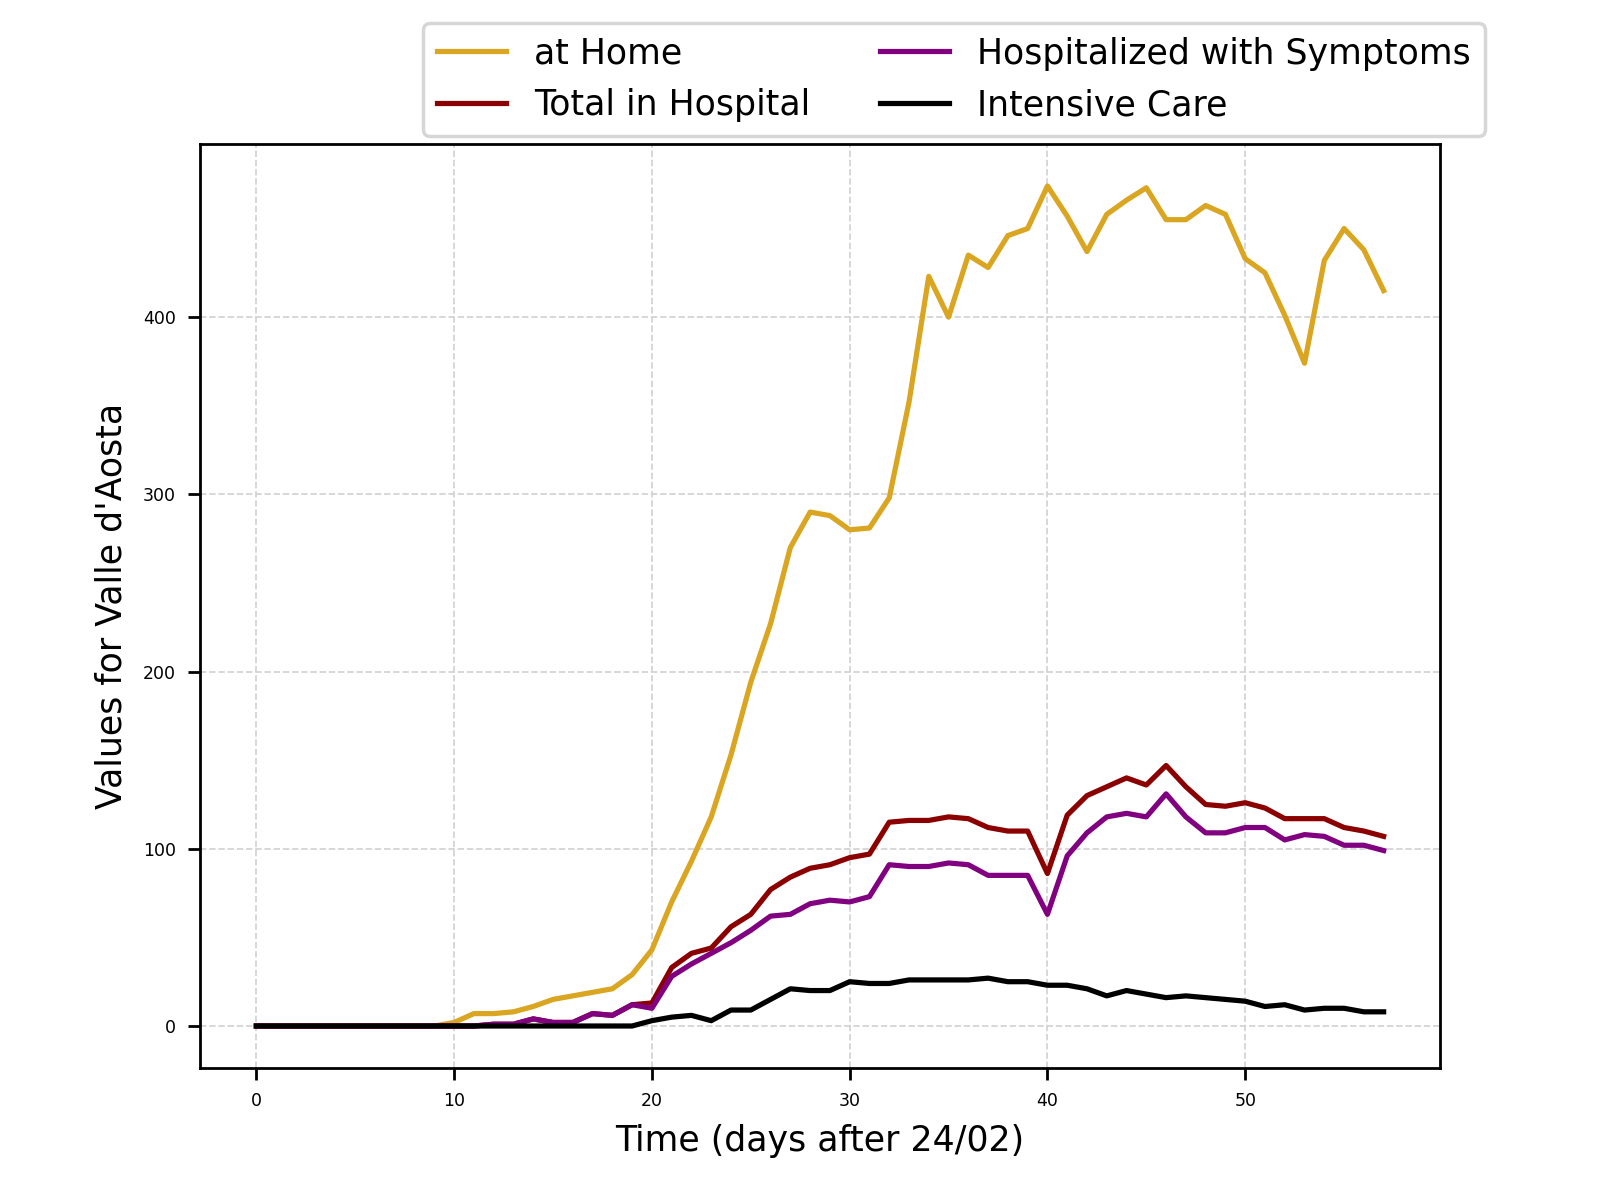 at Home
Total in Hospital
Hospitalized with Symptoms
Intensive Care
Values for Valle d'Aosta
400
300
200
100
0
0 10 20 30 40 50
Time (days after 24/02)